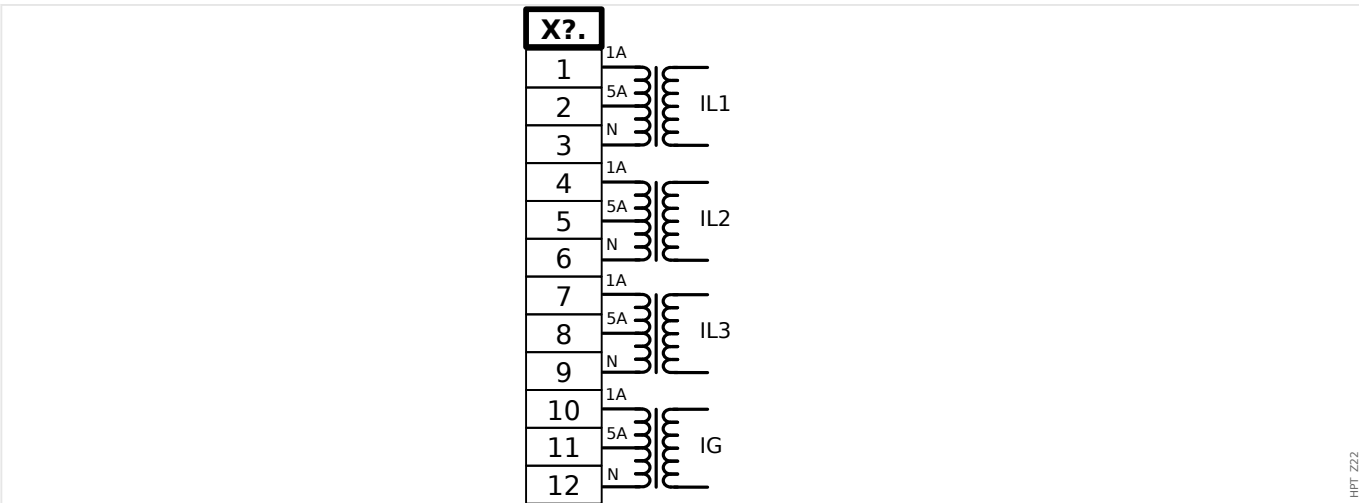 X?.
1 1A
2 5A IL1
3 N
4 1A
5 5A IL2
6 N
7 1A
8 5A IL3
9 N
10 1A
11 5A IG
12 N
HPT_Z22